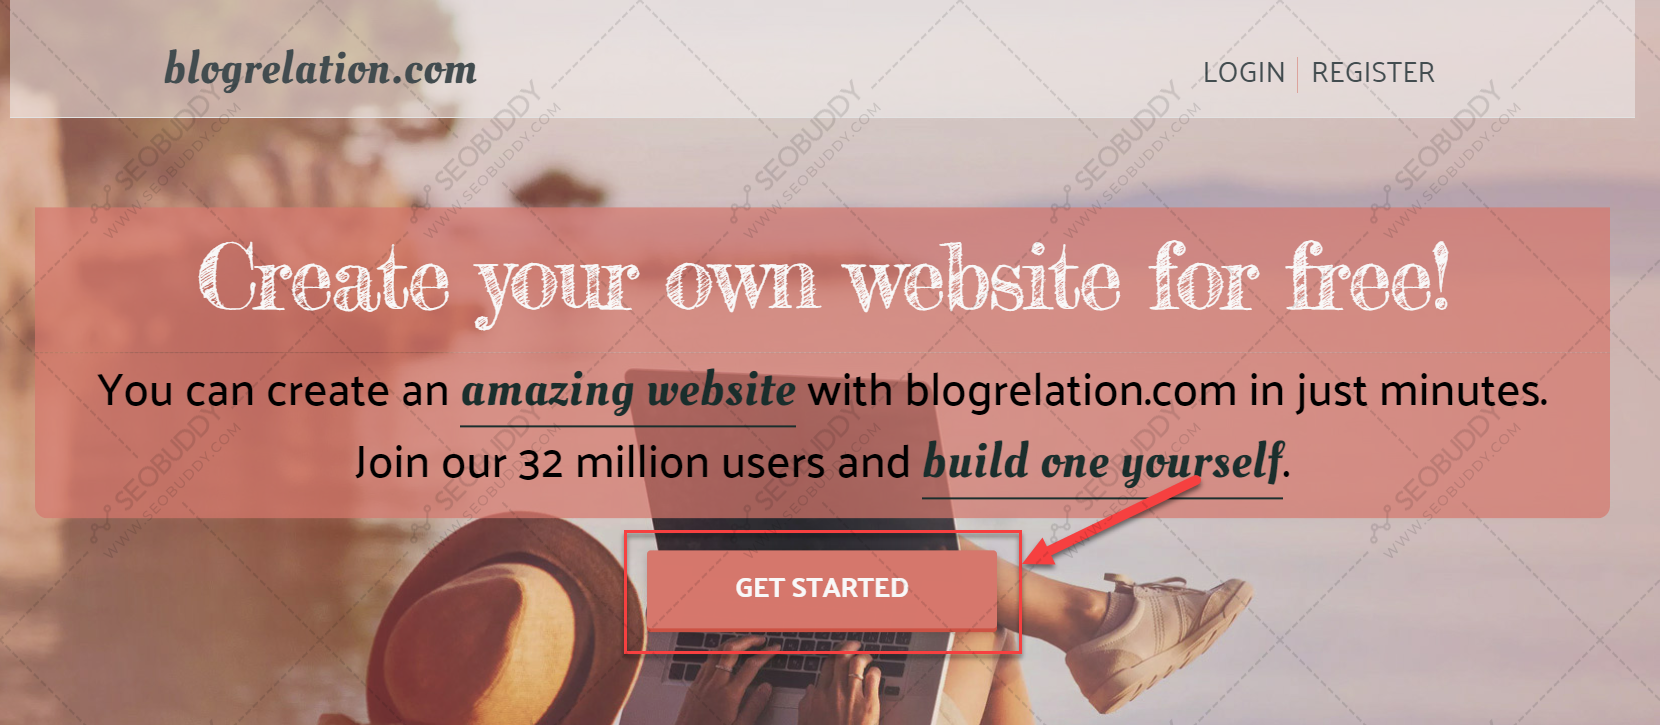 blogrelation.com
LOGIN
REGISTER
Create your own website for free!
You can create an amazing website with blogrelation.com in just minutes.
Join our 32 million users and build one yourself.
GET STARTED
SEOBUDDY
WWW.SEOBUDDY.COM